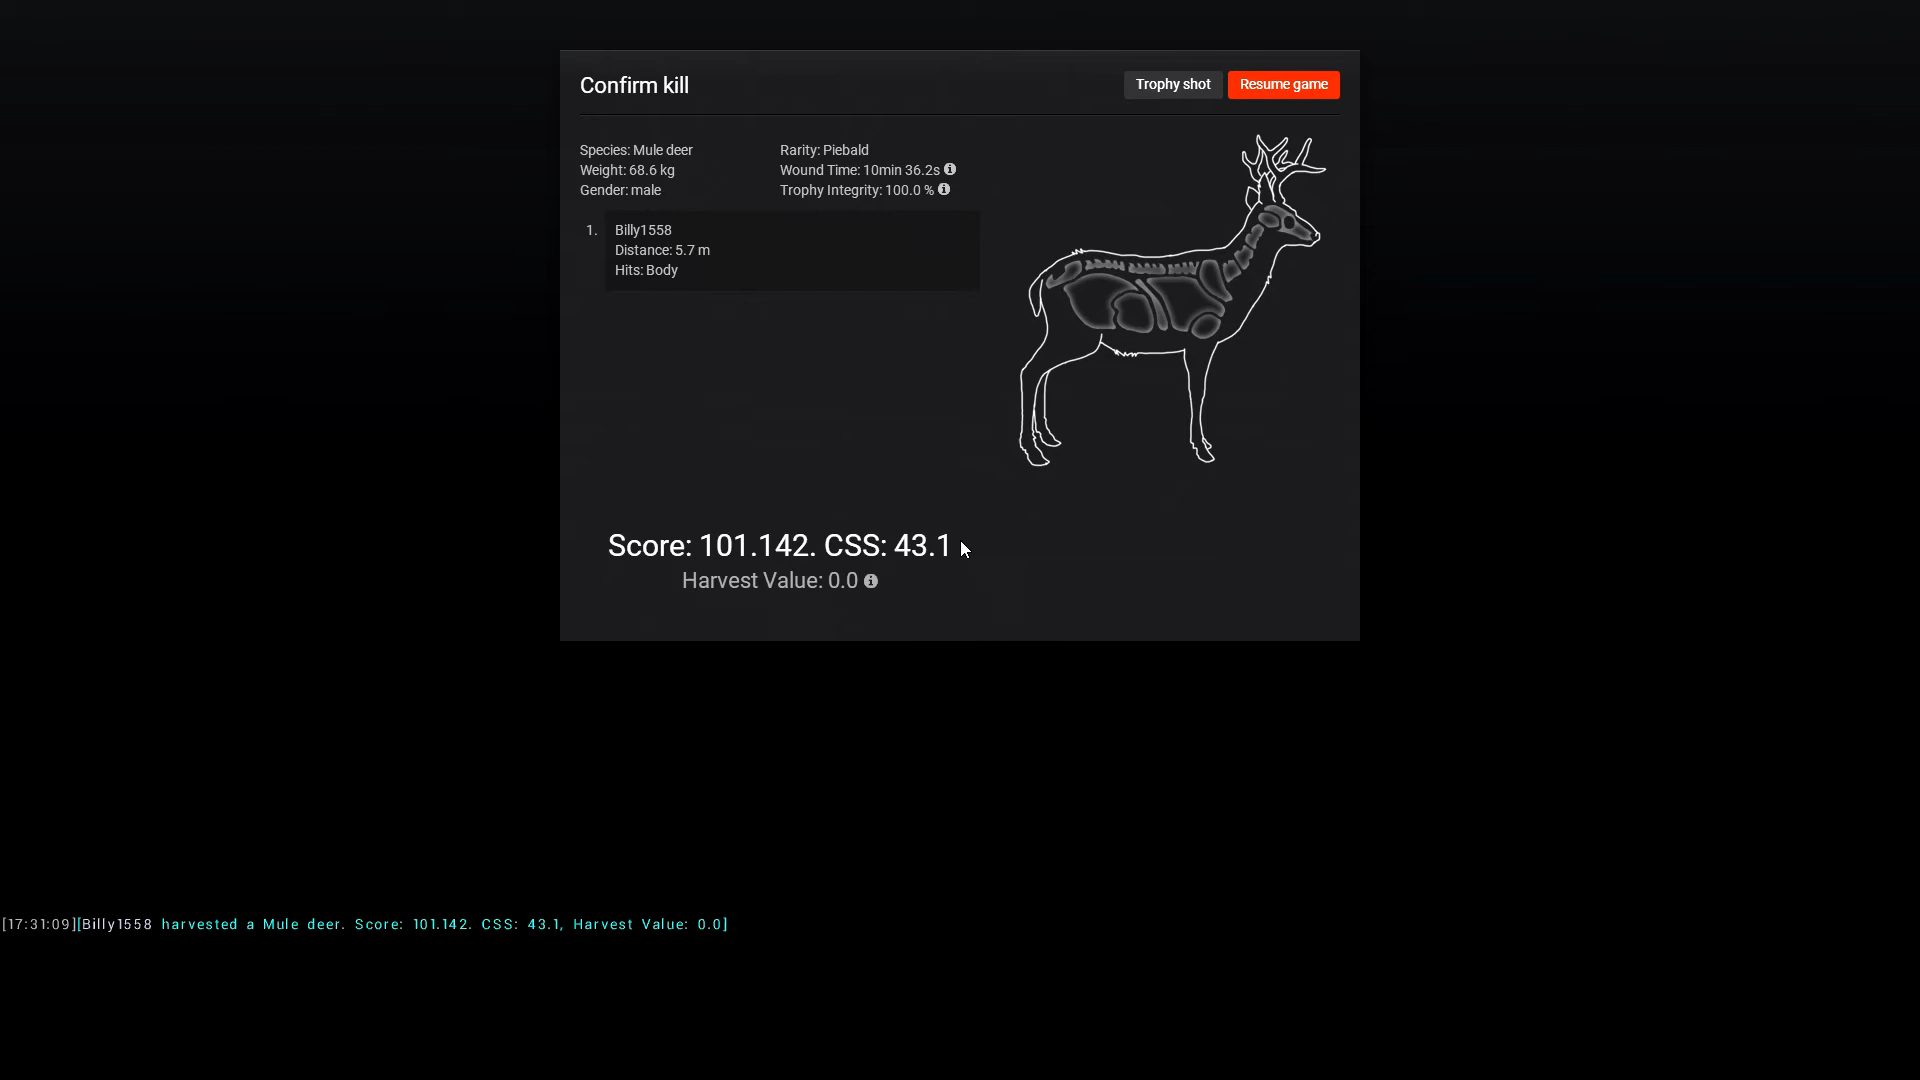 Confirm kill
Trophy shot
Resume game
Species: Mule deer
Weight: 68.6 kg
Gender: male
Rarity: Piebald
Wound Time: 10min 36.2s
Trophy Integrity: 100.0 %
1.
Billy1558
Distance: 5.7 m
Hits: Body
Score: 101.142. CSS: 43.1
Harvest Value: 0.0
[17:31:09][Billy1558 harvested a Mule deer. Score: 101.142. CSS: 43.1, Harvest Value: 0.0]